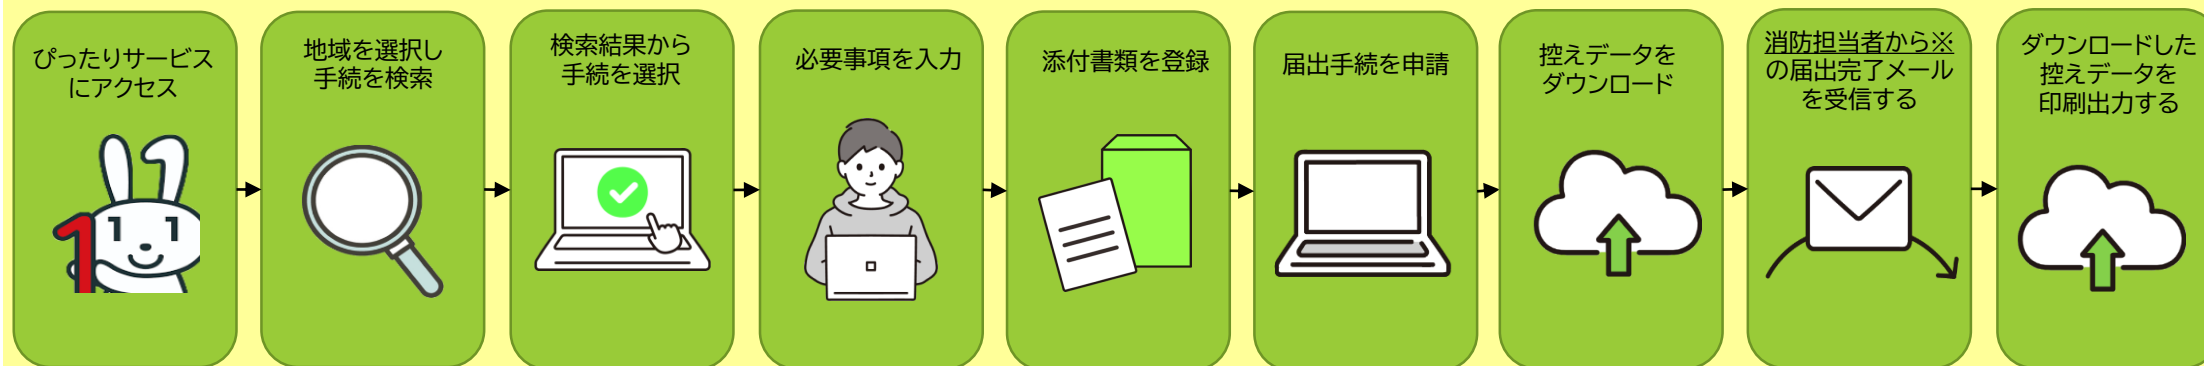 ぴったりサービス
にアクセス
地域を選択し
手続を検索
検索結果から
手続を選択
必要事項を入力
添付書類を登録
届出手続を申請
控えデータを
ダウンロード
消防担当者から※
の届出完了メール
を受信する
ダウンロードした
控えデータを
印刷出力する